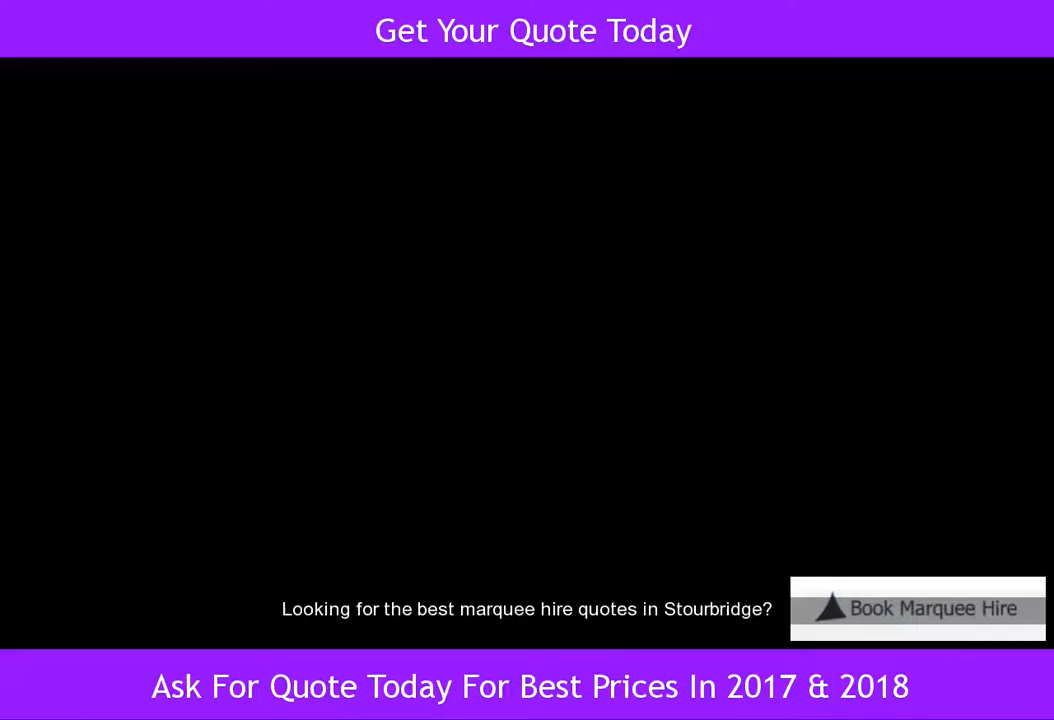 Get Your Quote Today
Looking for the best marquee hire quotes in Stourbridge?
Book Marquee Hire
Ask For Quote Today For Best Prices In 2017 & 2018